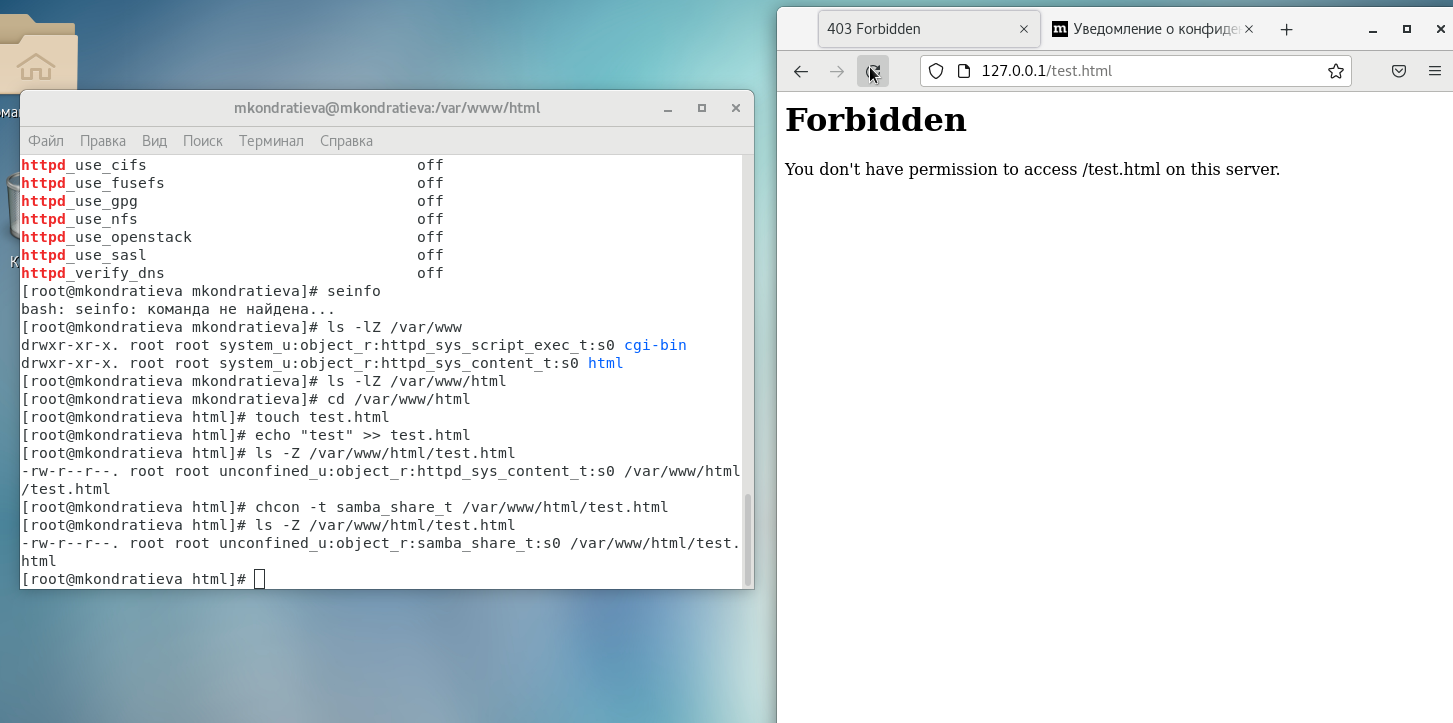 mkondratieva@mkondratieva:/var/www/html
Файл Правка Вид Поиск Терминал Справка
httpd_use_cifs off
httpd_use_fusefs off
httpd_use_gpg off
httpd_use_nfs off
httpd_use_openstack off
httpd_use_sasl off
httpd_verify_dns off
[root@mkondratieva mkondratieva]# seinfo
bash: seinfo: команда не найдена...
[root@mkondratieva mkondratieva]# ls -lZ /var/www
drwxr-xr-x. root root system_u:object_r:httpd_sys_script_exec_t:s0 cgi-bin
drwxr-xr-x. root root system_u:object_r:httpd_sys_content_t:s0 html
[root@mkondratieva mkondratieva]# ls -lZ /var/www/html
[root@mkondratieva mkondratieva]# cd /var/www/html
[root@mkondratieva html]# touch test.html
[root@mkondratieva html]# echo "test" >> test.html
[root@mkondratieva html]# ls -Z /var/www/html/test.html
-rw-r--r--. root root unconfined_u:object_r:httpd_sys_content_t:s0 /var/www/html
/test.html
[root@mkondratieva html]# chcon -t samba_share_t /var/www/html/test.html
[root@mkondratieva html]# ls -Z /var/www/html/test.html
-rw-r--r--. root root unconfined_u:object_r:samba_share_t:s0 /var/www/html/test.
html
[root@mkondratieva html]#
403 Forbidden
m Уведомление о конфиде
127.0.0.1/test.html
Forbidden
You don't have permission to access /test.html on this server.